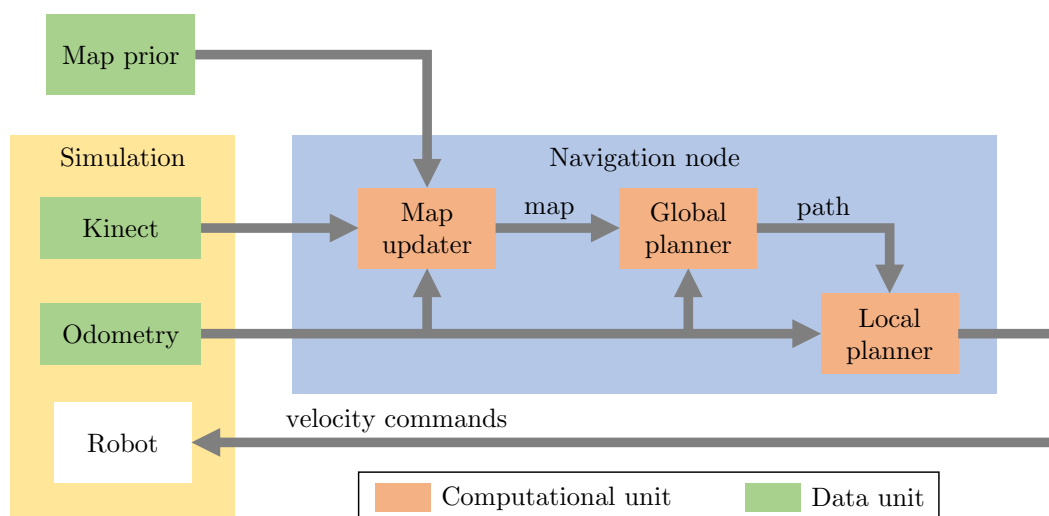 Map prior
Simulation
Navigation node
Kinect
Map
updater
map
Global
planner
path
Odometry
Local
planner
Robot
velocity commands
Computational unit
Data unit